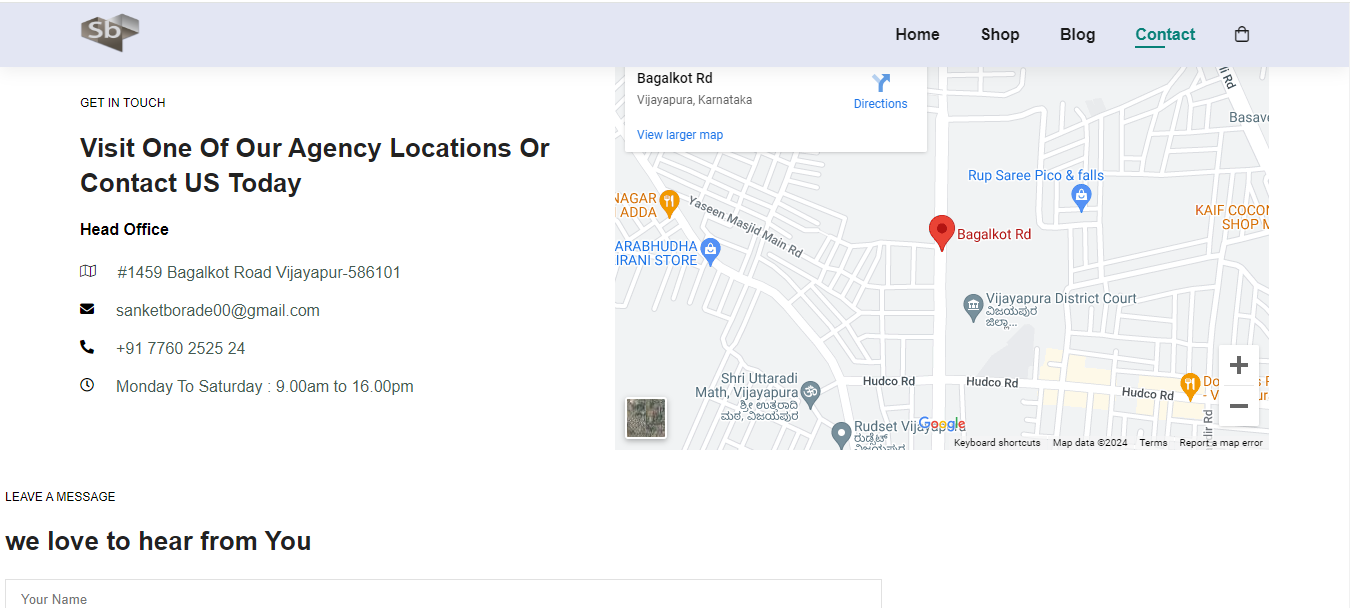 Sb
Home
Shop
Blog
Contact
GET IN TOUCH
Visit One Of Our Agency Locations Or
Contact US Today
Head Office
#1459 Bagalkot Road Vijayapur-586101
sanketborade00@gmail.com
+91 7760 2525 24
Monday To Saturday : 9.00am to 16.00pm
Bagalkot Rd
Vijayapura, Karnataka
Directions
View larger map
Basav
Rup Saree Pico & falls
NAGAR
ADDA
Yaseen Masjid Main Rd
KAIF COCON
SHOP M
Bagalkot Rd
ARABHUDHA
IRANI STORE
Vijayapura District Court
ವಿಜಯಪುರ
ಜಿಲ್ಲಾ...
Shri Uttaradi
Math, Vijayapura
ಶ್ರೀ ಉತ್ತರಾದಿ
ಮಠ, ವಿಜಯಪುರ
Hudco Rd
Hudco Rd
Hudco Rd
Rudset Vijayapura
ರುಡ್ಸೆಟ್
ವಿಜಯಪುರ
Google
Keyboard shortcuts
Map data ©2024
Terms
Report a map error
LEAVE A MESSAGE
we love to hear from You
Your Name